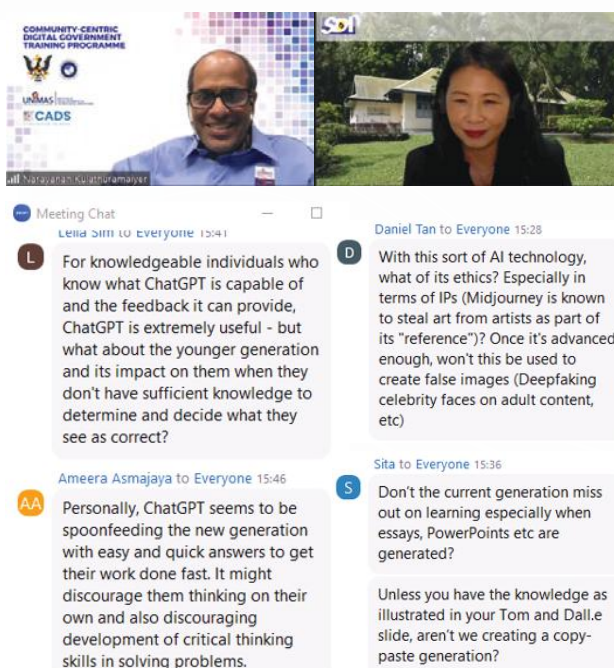 COMMUNITY-CENTRIC
DIGITAL GOVERNMENT
TRAINING PROGRAMME
UNIMAS
CADS
Narayanan Kulathuramaiyer
SDI
Meeting Chat
Leila Sim to Everyone 15:41
L
For knowledgeable individuals who
know what ChatGPT is capable of
and the feedback it can provide,
ChatGPT is extremely useful - but
what about the younger generation
and its impact on them when they
don't have sufficient knowledge to
determine and decide what they
see as correct?
Ameera Asmajaya to Everyone 15:46
AA
Personally, ChatGPT seems to be
spoonfeeding the new generation
with easy and quick answers to get
their work done fast. It might
discourage them thinking on their
own and also discouraging
development of critical thinking
skills in solving problems.
Daniel Tan to Everyone 15:28
D
With this sort of AI technology,
what of its ethics? Especially in
terms of IPs (Midjourney is known
to steal art from artists as part of
its "reference")? Once it's advanced
enough, won't this be used to
create false images (Deepfaking
celebrity faces on adult content,
etc)
Sita to Everyone 15:36
S
Don't the current generation miss
out on learning especially when
essays, PowerPoints etc are
generated?
Unless you have the knowledge as
illustrated in your Tom and Dall.e
slide, aren't we creating a copy-
paste generation?